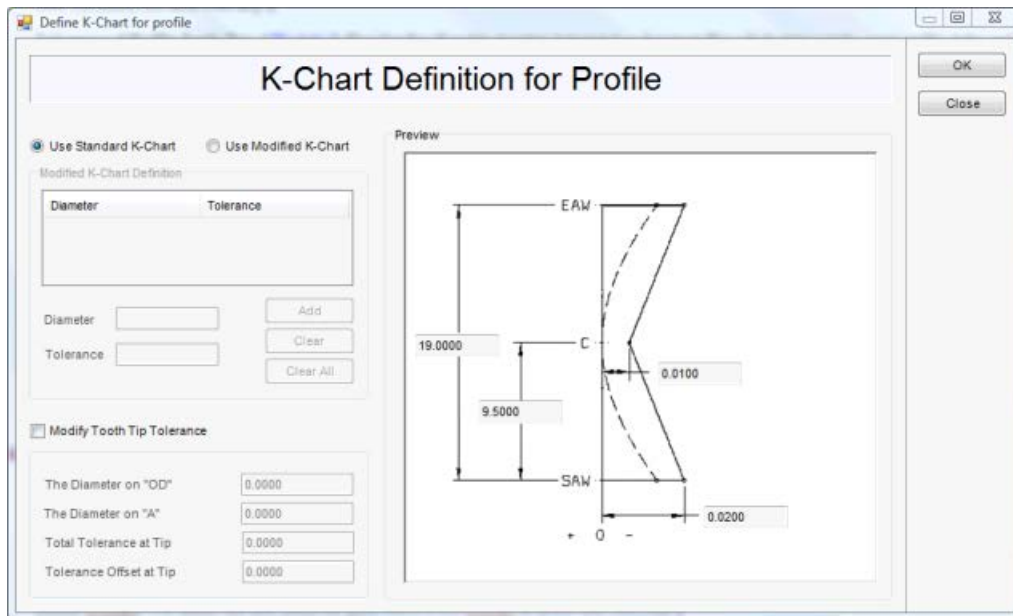 Define K-Chart for profile
K-Chart Definition for Profile
OK
Close
Use Standard K-Chart
Use Modified K-Chart
Modified K-Chart Definition
Diameter Tolerance
Diameter
Add
Clear
Tolerance
Clear All
Modify Tooth Tip Tolerance
The Diameter on "OD" 0.0000
The Diameter on "A" 0.0000
Total Tolerance at Tip 0.0000
Tolerance Offset at Tip 0.0000
Preview
EAW
19.0000
C
0.0100
9.5000
SAW
0.0200
+ 0 -